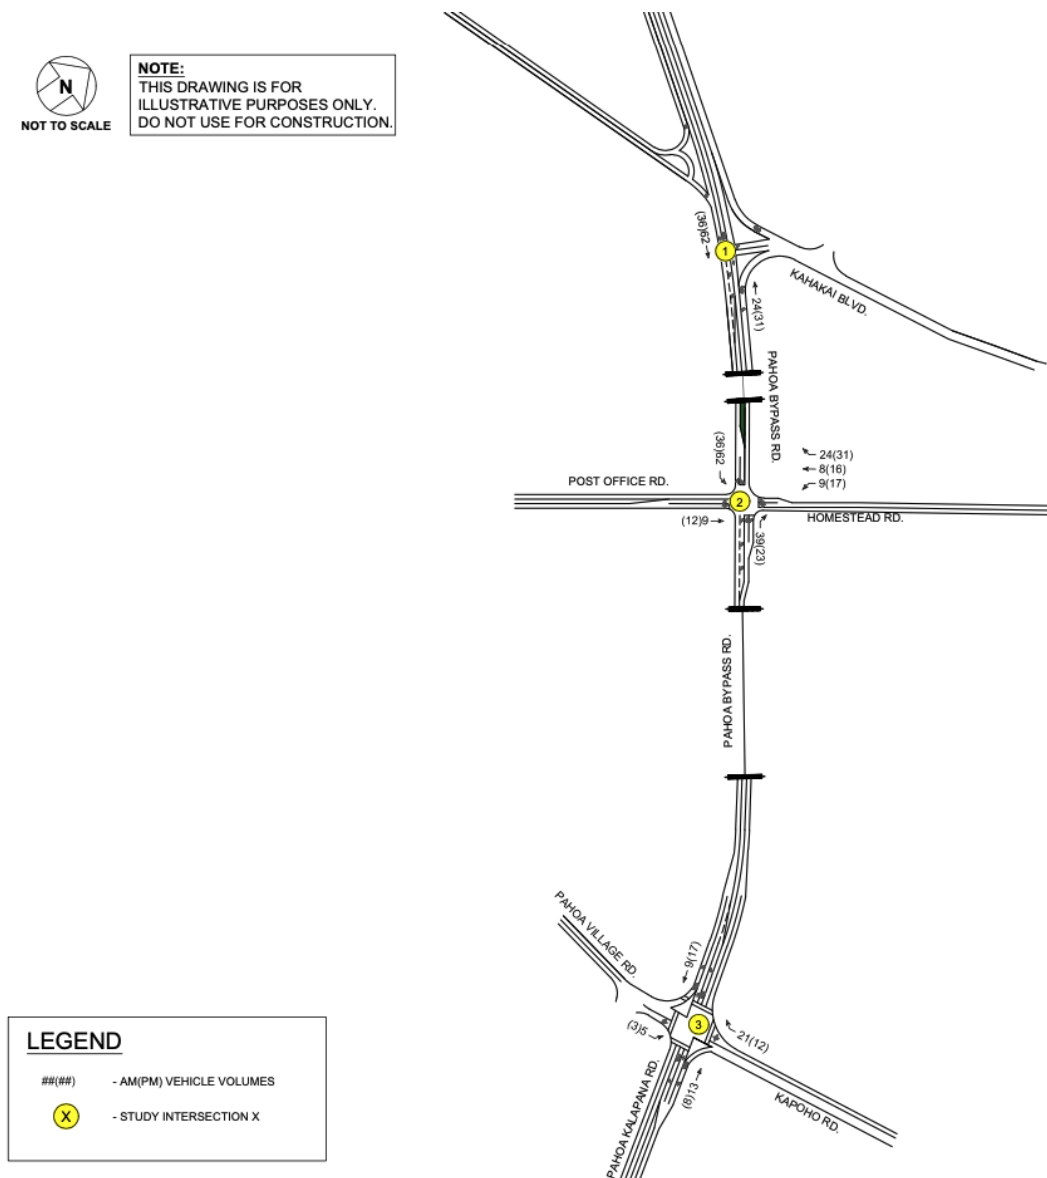 N
NOT TO SCALE
NOTE:
THIS DRAWING IS FOR
ILLUSTRATIVE PURPOSES ONLY.
DO NOT USE FOR CONSTRUCTION.
(36)62
1
KAHAKAI BLVD.
24(31)
PAHOA BYPASS RD.
(36)62
24(31)
8(16)
9(17)
POST OFFICE RD.
2
HOMESTEAD RD.
(12)9
39(23)
PAHOA BYPASS RD.
PAHOA VILLAGE RD.
9(17)
(3)5
3
21(12)
(8)13
KAPOHO RD.
PAHOA KALAPANA RD.
LEGEND
##(##) - AM(PM) VEHICLE VOLUMES
X - STUDY INTERSECTION X